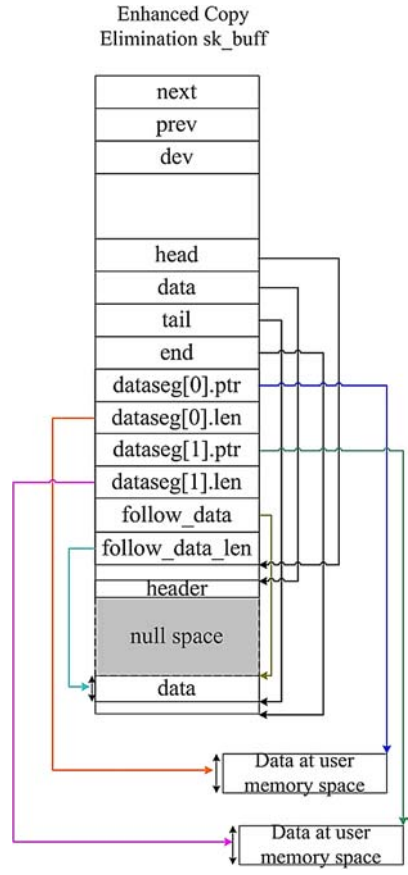 Enhanced Copy
Elimination sk_buff
next
prev
dev
head
data
tail
end
dataseg[0].ptr
dataseg[0].len
dataseg[1].ptr
dataseg[1].len
follow_data
follow_data_len
header
null space
data
Data at user
memory space
Data at user
memory space